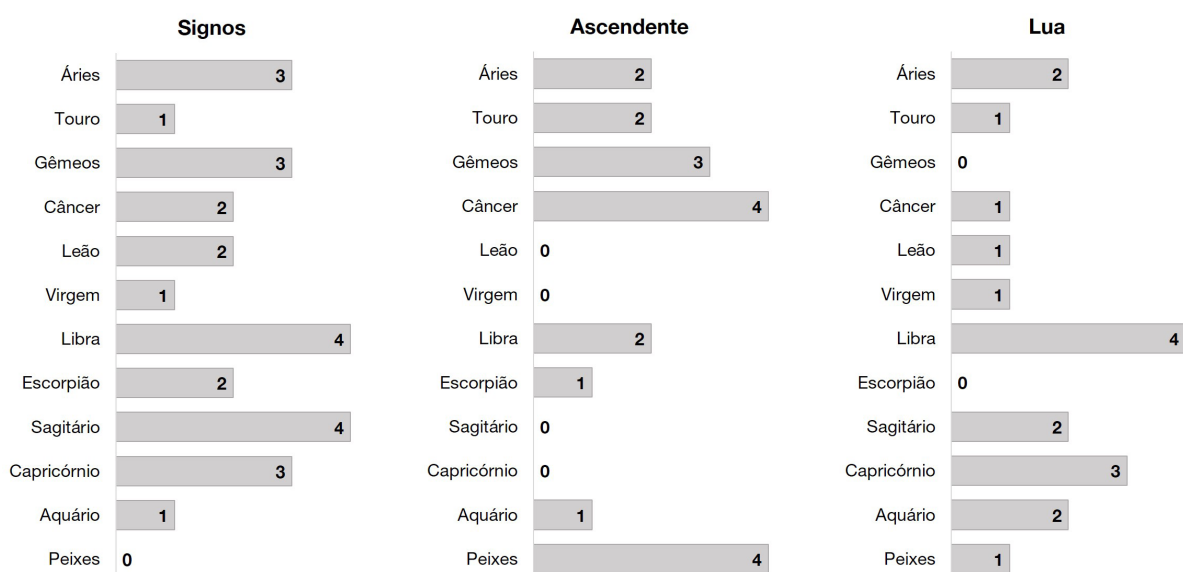 Signos
Áries 3
Touro 1
Gêmeos 3
Câncer 2
Leão 2
Virgem 1
Libra 4
Escorpião 2
Sagitário 4
Capricórnio 3
Aquário 1
Peixes 0
Ascendente
Áries 2
Touro 2
Gêmeos 3
Câncer 4
Leão 0
Virgem 0
Libra 2
Escorpião 1
Sagitário 0
Capricórnio 0
Aquário 1
Peixes 4
Lua
Áries 2
Touro 1
Gêmeos 0
Câncer 1
Leão 1
Virgem 1
Libra 4
Escorpião 0
Sagitário 2
Capricórnio 3
Aquário 2
Peixes 1